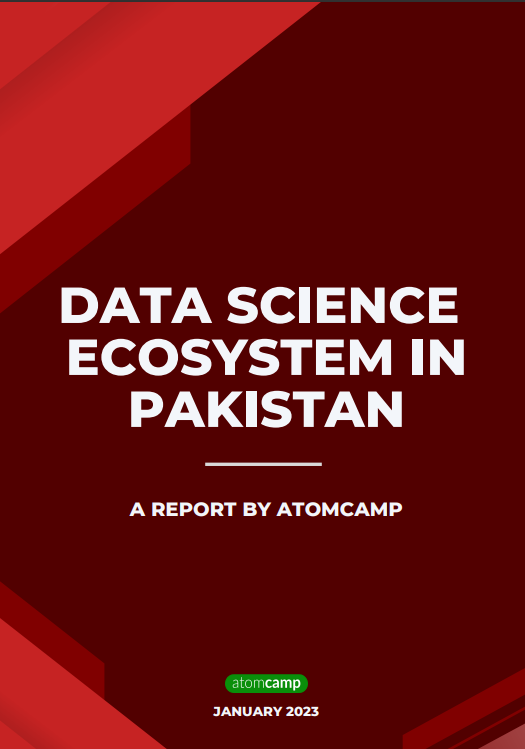 DATA SCIENCE
ECOSYSTEM IN
PAKISTAN
A REPORT BY ATOMCAMP
atomcamp
JANUARY 2023